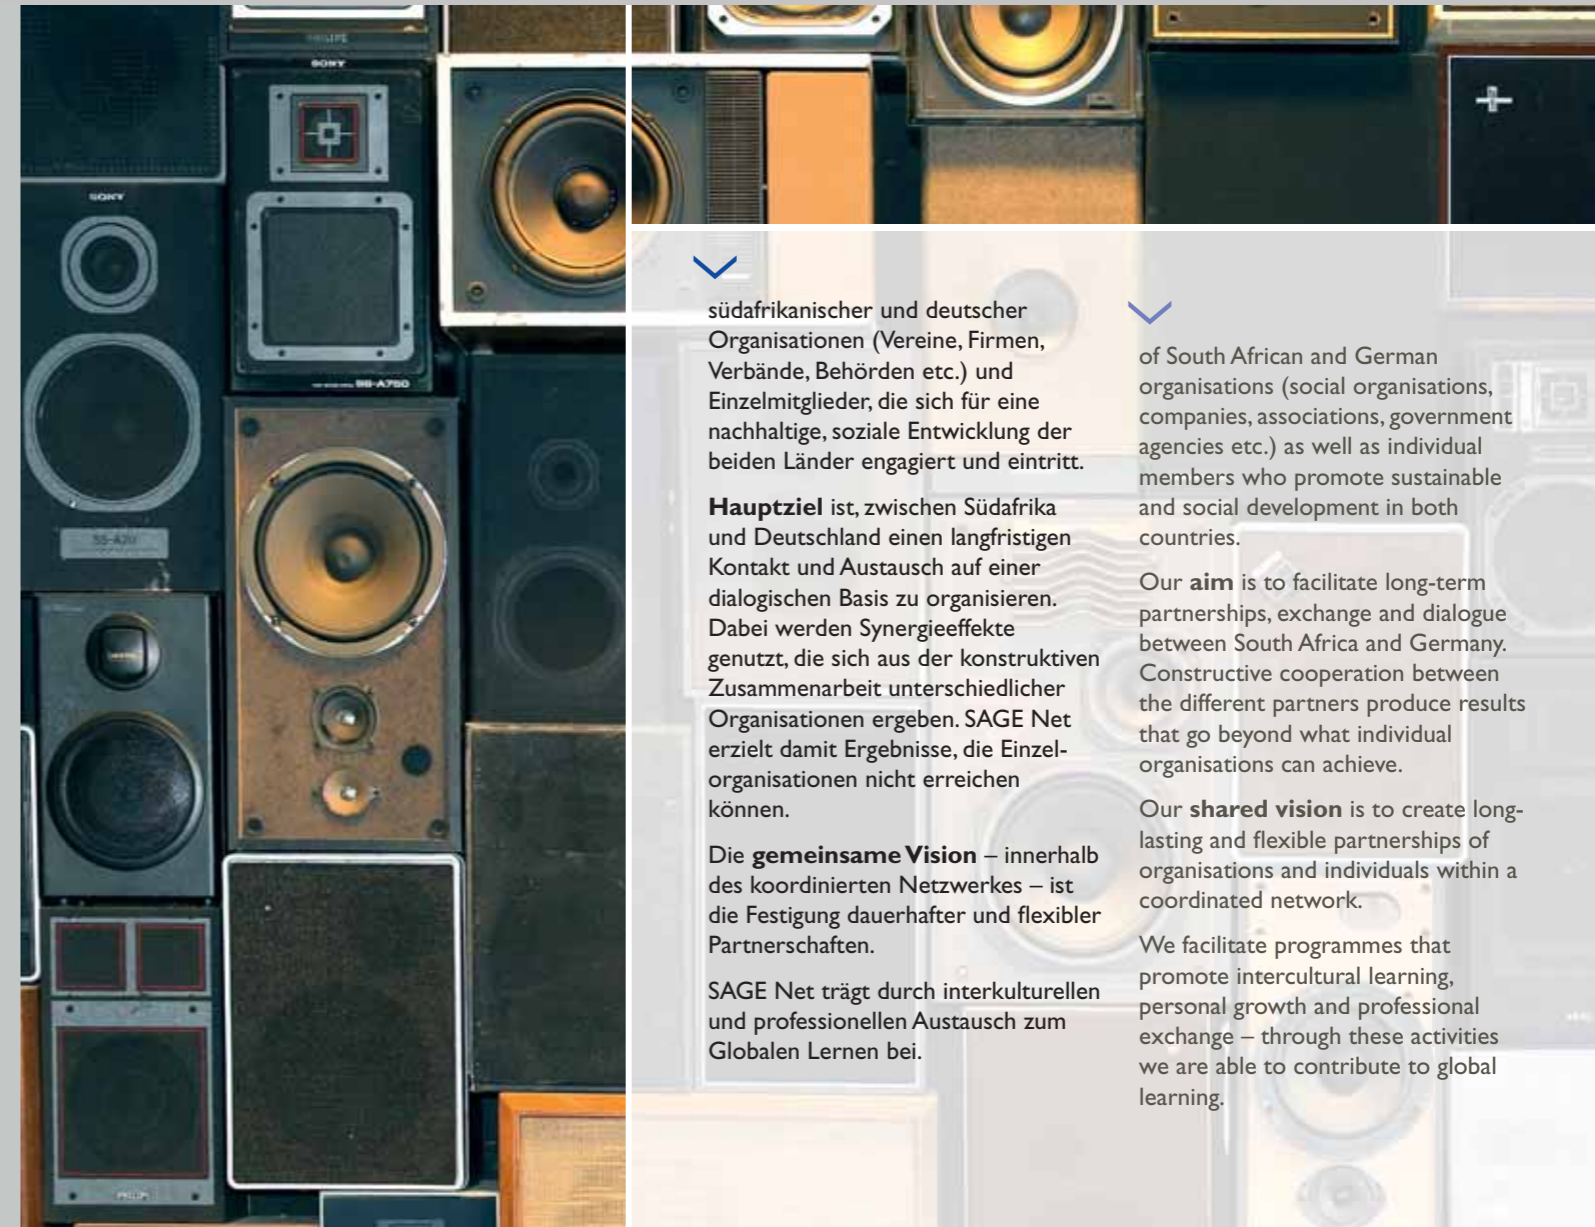 PHILIPS
SONY
SONY
SS-A750
südafrikanischer und deutscher
Organisationen (Vereine, Firmen,
Verbände, Behörden etc.) und
Einzelmitglieder, die sich für eine
nachhaltige, soziale Entwicklung der
beiden Länder engagiert und eintritt.
Hauptziel ist, zwischen Südafrika
und Deutschland einen langfristigen
Kontakt und Austausch auf einer
dialogischen Basis zu organisieren.
Dabei werden Synergieeffekte
genutzt, die sich aus der konstruktiven
Zusammenarbeit unterschiedlicher
Organisationen ergeben. SAGE Net
erzielt damit Ergebnisse, die Einzel-
organisationen nicht erreichen
können.
Die gemeinsame Vision – innerhalb
des koordinierten Netzwerkes – ist
die Festigung dauerhafter und flexibler
Partnerschaften.
SAGE Net trägt durch interkulturellen
und professionellen Austausch zum
Globalen Lernen bei.
of South African and German
organisations (social organisations,
companies, associations, government
agencies etc.) as well as individual
members who promote sustainable
and social development in both
countries.
Our aim is to facilitate long-term
partnerships, exchange and dialogue
between South Africa and Germany.
Constructive cooperation between
the different partners produce results
that go beyond what individual
organisations can achieve.
Our shared vision is to create long-
lasting and flexible partnerships of
organisations and individuals within a
coordinated network.
We facilitate programmes that
promote intercultural learning,
personal growth and professional
exchange – through these activities
we are able to contribute to global
learning.